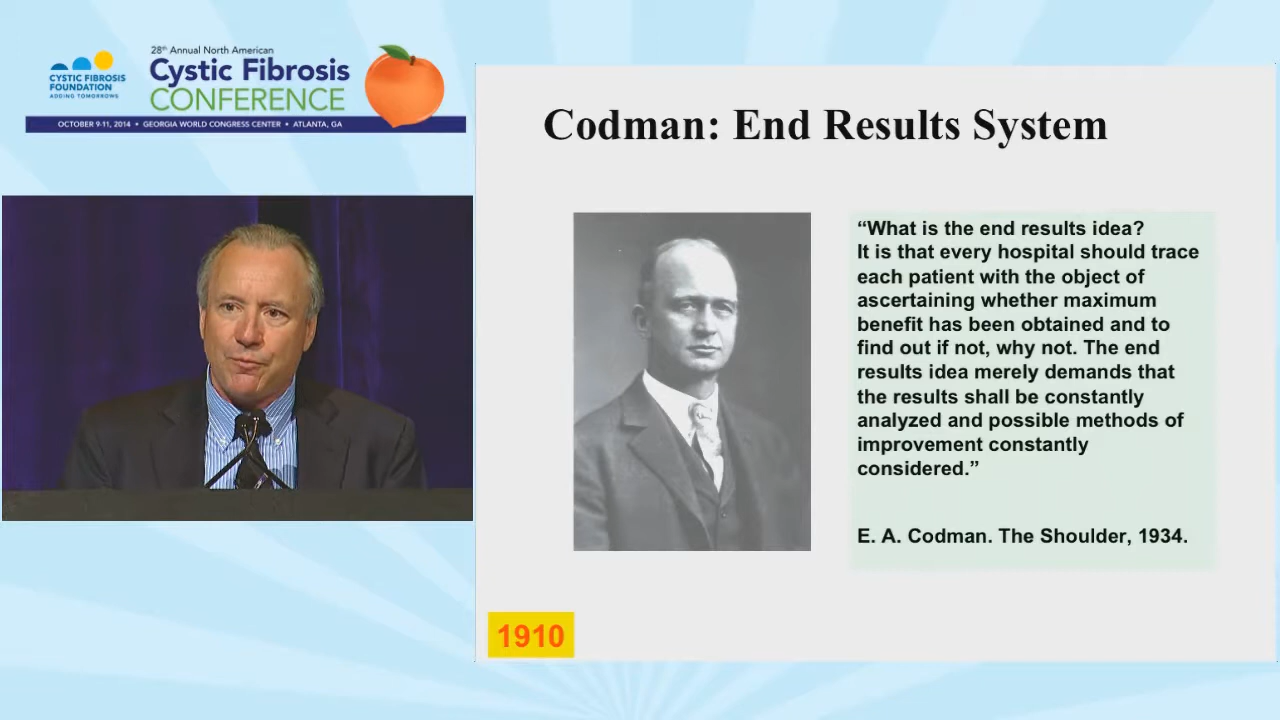 CYSTIC FIBROSIS
FOUNDATION
ADDING TOMORROWS
28th Annual North American
Cystic Fibrosis
CONFERENCE
OCTOBER 9-11, 2014 • GEORGIA WORLD CONGRESS CENTER • ATLANTA, GA
Codman: End Results System
“What is the end results idea?
It is that every hospital should trace
each patient with the object of
ascertaining whether maximum
benefit has been obtained and to
find out if not, why not. The end
results idea merely demands that
the results shall be constantly
analyzed and possible methods of
improvement constantly
considered.”
E. A. Codman. The Shoulder, 1934.
1910